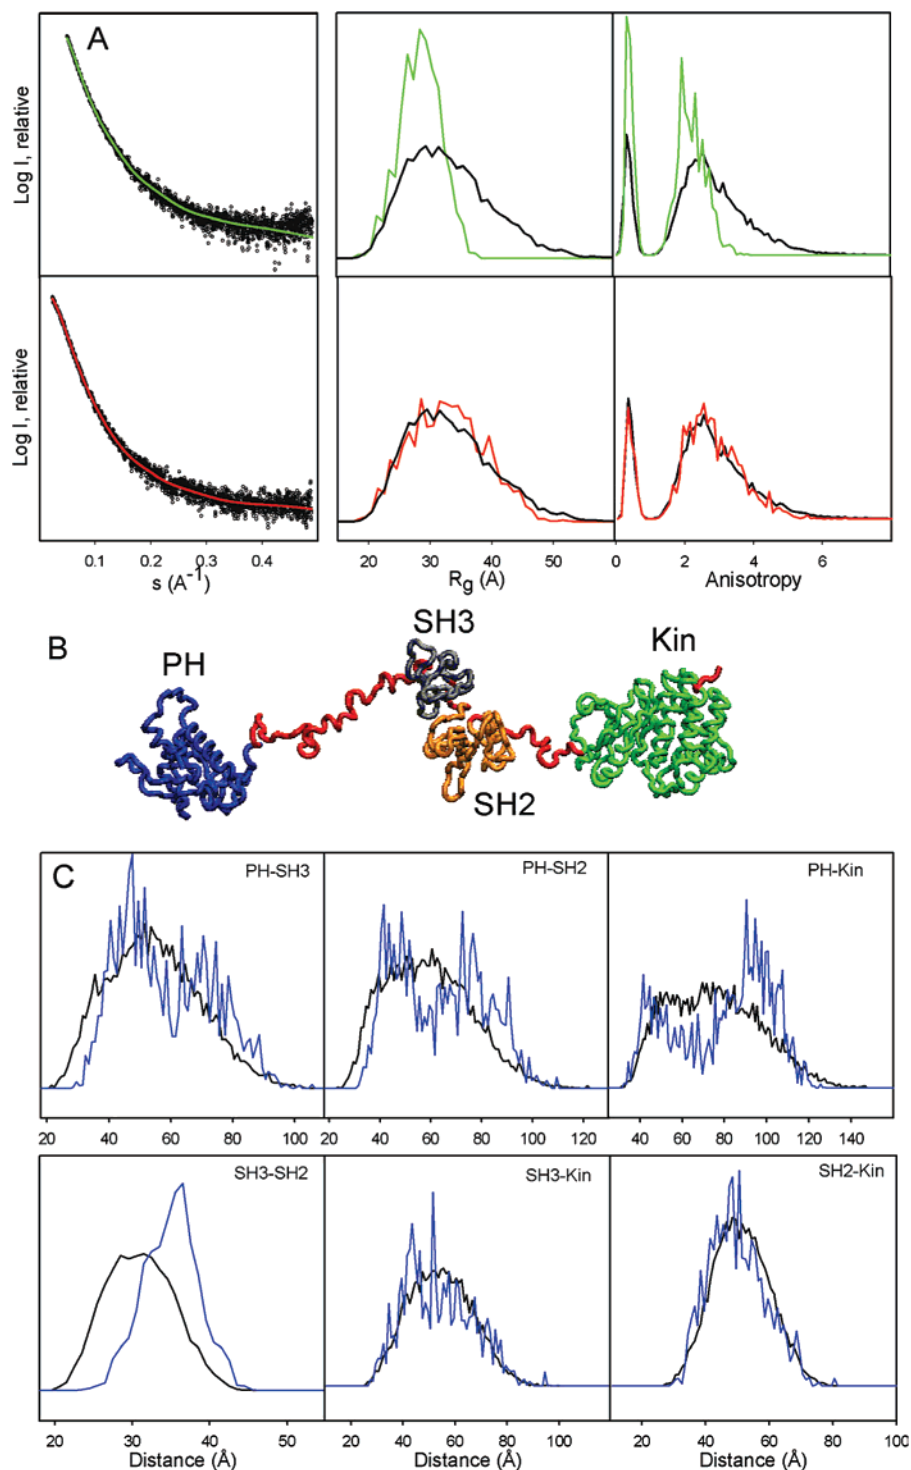 A
Log I, relative
Log I, relative
0.1 0.2 0.3 0.4
s (A⁻¹)
20 30 40 50
Rg (A)
0 2 4 6
Anisotropy
B
PH
SH3
SH2
Kin
C
PH-SH3
PH-SH2
PH-Kin
20 40 60 80 100
20 40 60 80 100 120
40 60 80 100 120 140
SH3-SH2
SH3-Kin
SH2-Kin
20 30 40 50
20 40 60 80 100
20 40 60 80 100
Distance (Å)
Distance (Å)
Distance (Å)